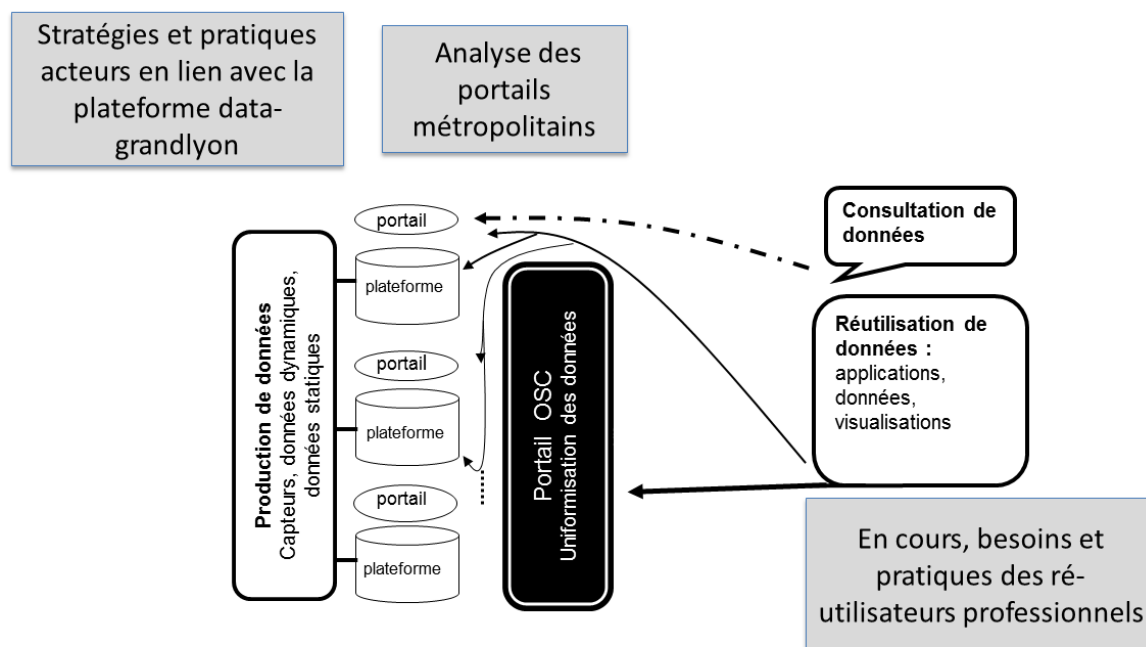 Stratégies et pratiques
acteurs en lien avec la
plateforme data-
grandlyon
Analyse des
portails
métropolitains
portail
plateforme
portail
plateforme
portail
plateforme
Production de données
Capteurs, données dynamiques,
données statiques
Portail OSC
Uniformisation des données
Consultation de
données
Réutilisation de
données :
applications,
données,
visualisations
En cours, besoins et
pratiques des ré-
utilisateurs professionnels